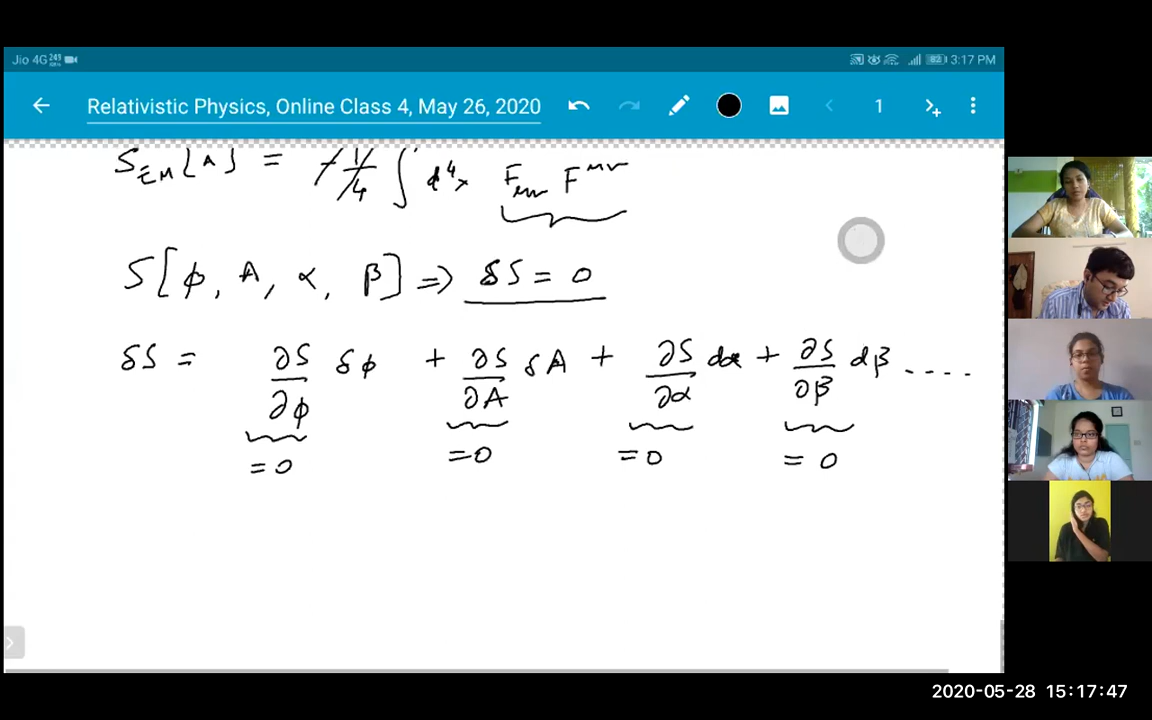 Jio 4G 3:17 PM
Relativistic Physics, Online Class 4, May 26, 2020 1
S_EM[A] = -1/4 ∫ d⁴x F_μν F^μν
S[φ, A, α, β] ⇒ δS = 0
δS = ∂S/∂φ δφ + ∂S/∂A δA + ∂S/∂α dα + ∂S/∂β dβ ....
=0 =0 =0 = 0
2020-05-28 15:17:47